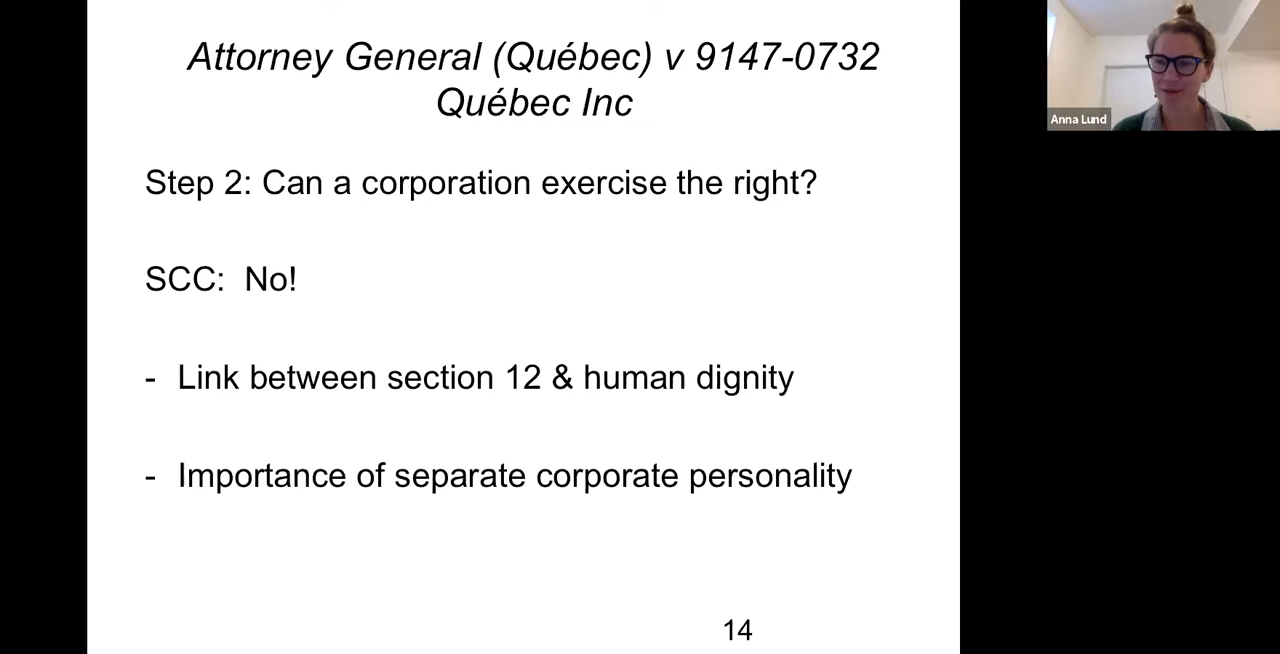 Attorney General (Québec) v 9147-0732
Québec Inc
Anna Lund
Step 2: Can a corporation exercise the right?
SCC: No!
- Link between section 12 & human dignity
- Importance of separate corporate personality
14